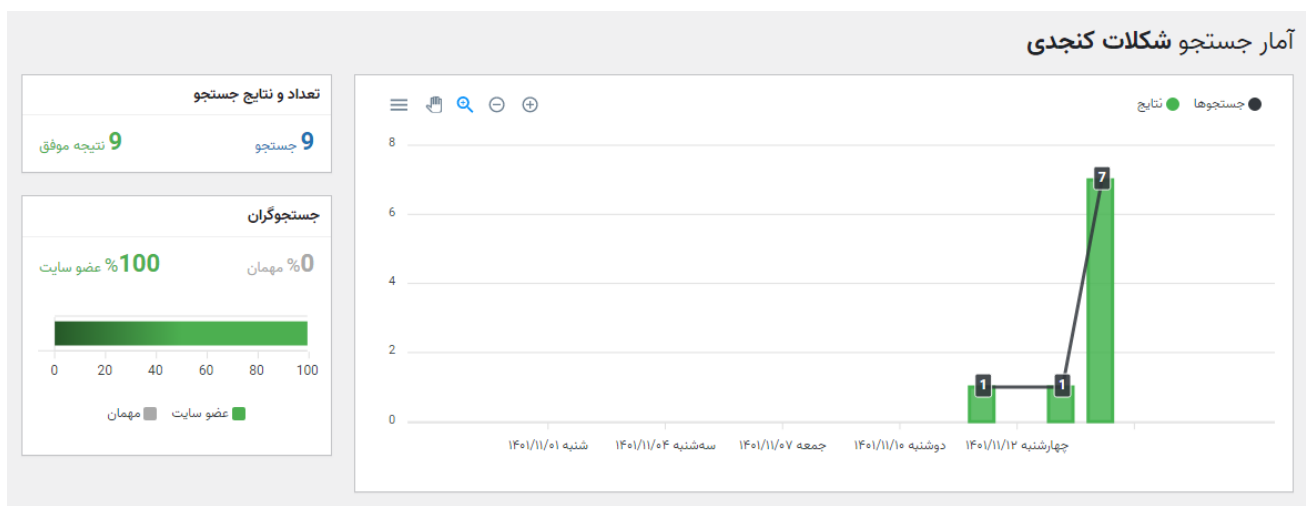 آمار جستجو شکلات کنجدی
جستجوها نتایج
8
6
4
2
0
7
1
1
شنبه ۱۴۰۱/۱۱/۰۱ سه‌شنبه ۱۴۰۱/۱۱/۰۴ جمعه ۱۴۰۱/۱۱/۰۷ دوشنبه ۱۴۰۱/۱۱/۱۰ چهارشنبه ۱۴۰۱/۱۱/۱۲
تعداد و نتایج جستجو
9 جستجو 9 نتیجه موفق
جستجوگران
0% مهمان 100% عضو سایت
0 20 40 60 80 100
عضو سایت مهمان